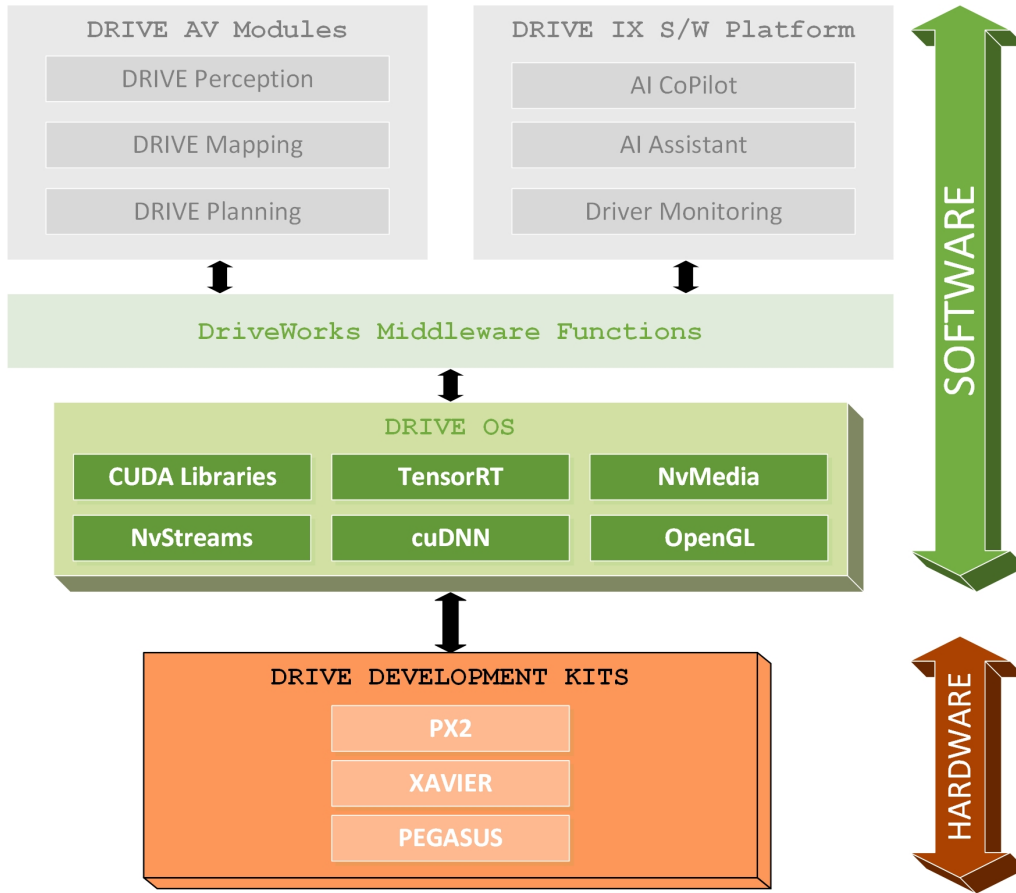 DRIVE AV Modules
DRIVE Perception
DRIVE Mapping
DRIVE Planning
DRIVE IX S/W Platform
AI CoPilot
AI Assistant
Driver Monitoring
DriveWorks Middleware Functions
DRIVE OS
CUDA Libraries
TensorRT
NvMedia
NvStreams
cuDNN
OpenGL
DRIVE DEVELOPMENT KITS
PX2
XAVIER
PEGASUS
SOFTWARE
HARDWARE